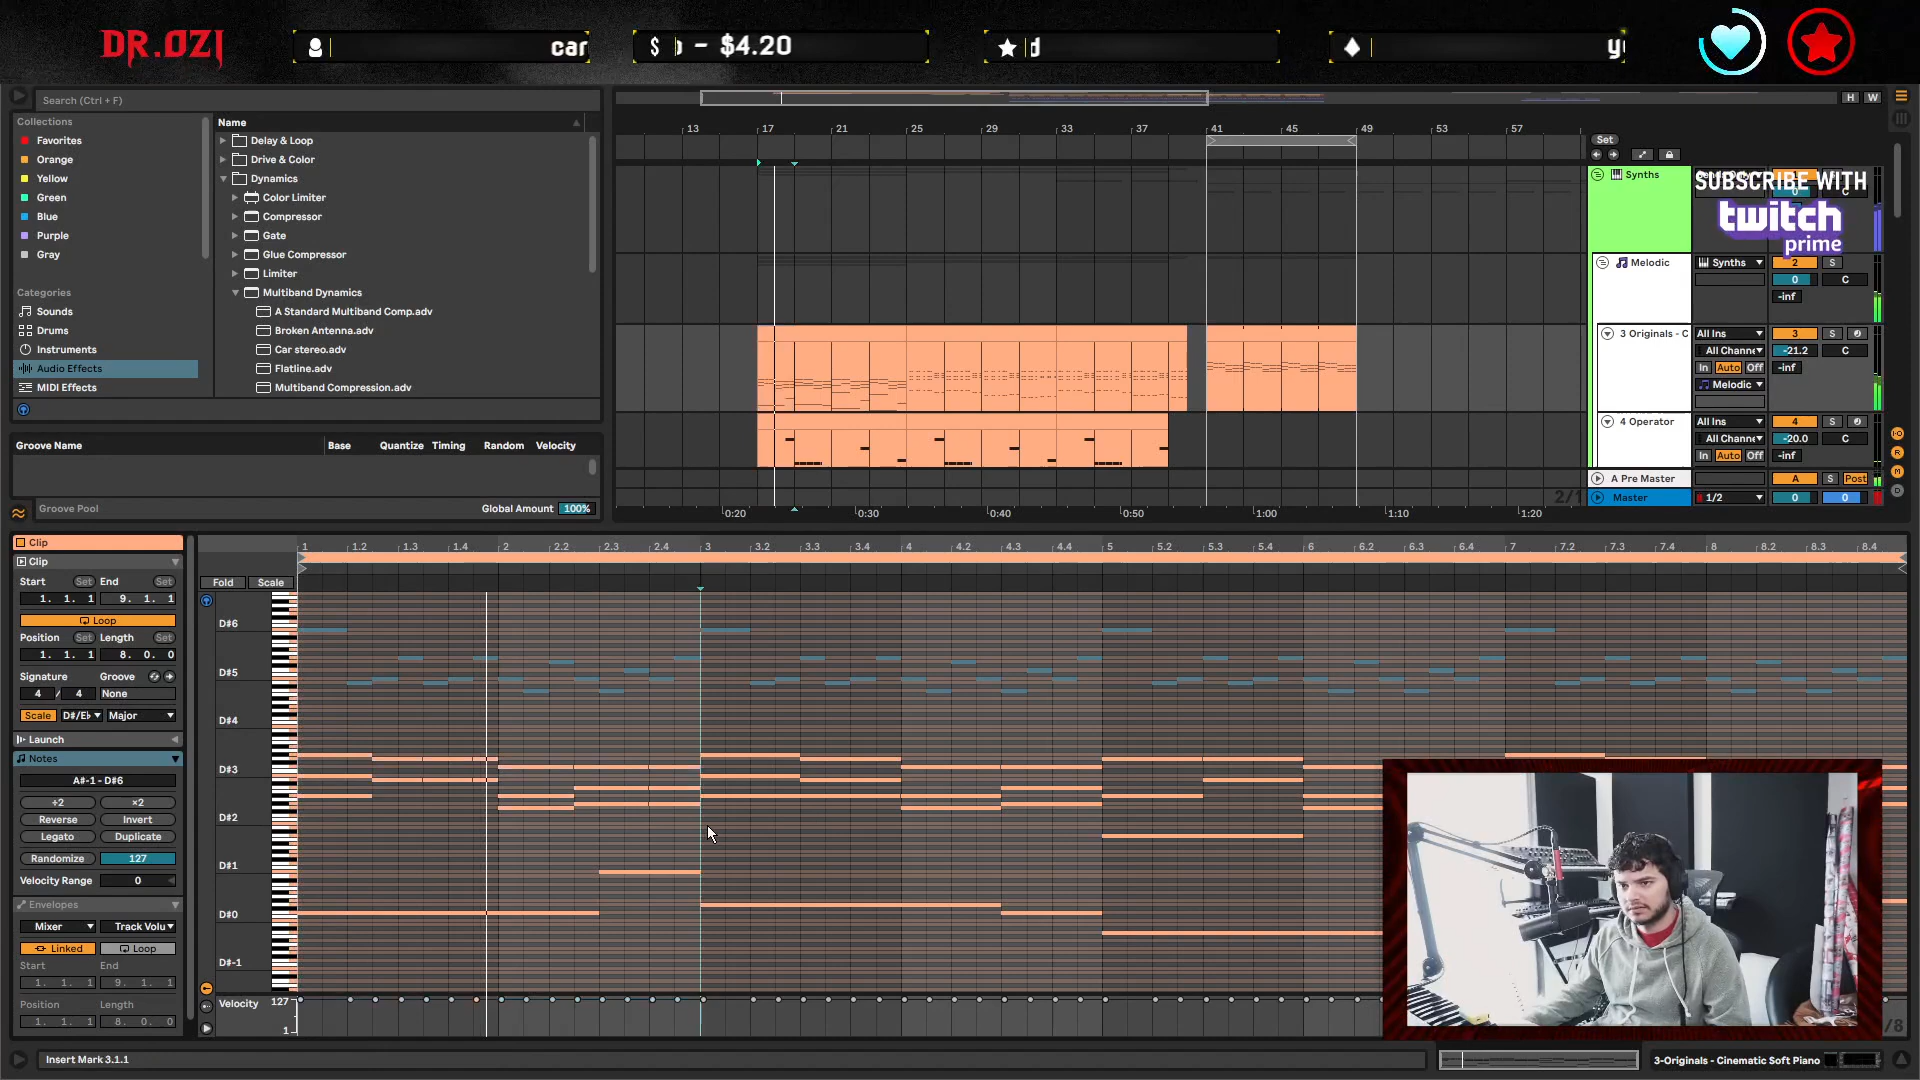 DR.OZI
car
$ - $4.20
d
Search (Ctrl + F)
Collections
Favorites
Orange
Yellow
Green
Blue
Purple
Gray
Categories
Sounds
Drums
Instruments
Audio Effects
MIDI Effects
Name
Delay & Loop
Drive & Color
Dynamics
Color Limiter
Compressor
Gate
Glue Compressor
Limiter
Multiband Dynamics
A Standard Multiband Comp.adv
Broken Antenna.adv
Car stereo.adv
Flatline.adv
Multiband Compression.adv
Groove Name Base Quantize Timing Random Velocity
Groove Pool Global Amount 100%
H W
13 17 21 25 29 33 37 41 45 49 53 57
Set
Synths
SUBSCRIBE WITH
twitch
prime
Melodic Synths 2 S
0 C
-inf
3 Originals - C All Ins 3 S
All Channe -21.2 C
In Auto Off -inf
Melodic
4 Operator All Ins 4 S
All Channe -20.0 C
In Auto Off -inf
A Pre Master A S Post
Master 1/2 0 0
2/1
0:20 0:30 0:40 0:50 1:00 1:10 1:20
Clip
Clip
Start Set End Set
1. 1. 1 9. 1. 1
Loop
Position Set Length Set
1. 1. 1 8. 0. 0
Signature Groove
4 / 4 None
Scale D#/Eb Major
Launch
Notes
A#-1 - D#6
÷2 ×2
Reverse Invert
Legato Duplicate
Randomize 127
Velocity Range 0
Envelopes
Mixer Track Volu
Linked Loop
Start End
1. 1. 1 9. 1. 1
Position Length
1. 1. 1 8. 0. 0
1 1.2 1.3 1.4 2 2.2 2.3 2.4 3 3.2 3.3 3.4 4 4.2 4.3 4.4 5 5.2 5.3 5.4 6 6.2 6.3 6.4 7 7.2 7.3 7.4 8 8.2 8.3 8.4
Fold Scale
D#6
D#5
D#4
D#3
D#2
D#1
D#0
D#-1
Velocity 127
1
/8
Insert Mark 3.1.1
3-Originals - Cinematic Soft Piano